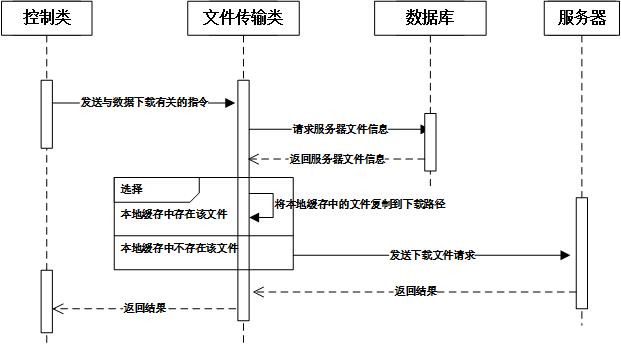 控制类
文件传输类
数据库
服务器
发送与数据下载有关的指令
请求服务器文件信息
返回服务器文件信息
选择
将本地缓存中的文件复制到下载路径
本地缓存中存在该文件
本地缓存中不存在该文件
发送下载文件请求
返回结果
返回结果